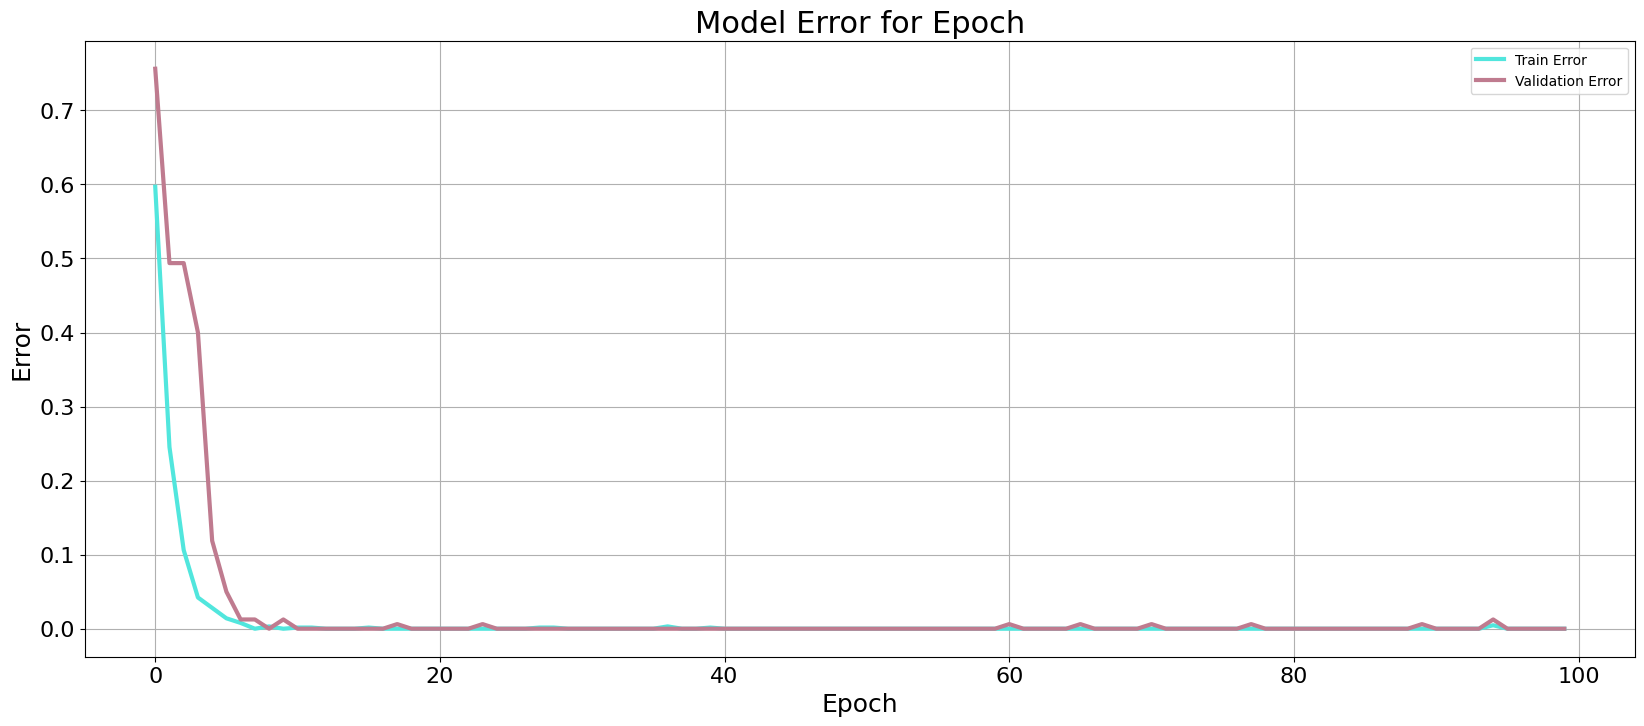 Model Error for Epoch
Train Error
Validation Error
Error
0.7
0.6
0.5
0.4
0.3
0.2
0.1
0.0
0 20 40 60 80 100
Epoch